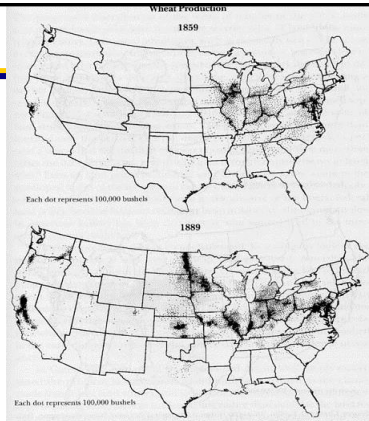 Wheat Production
1859
Each dot represents 100,000 bushels
1889
Each dot represents 100,000 bushels